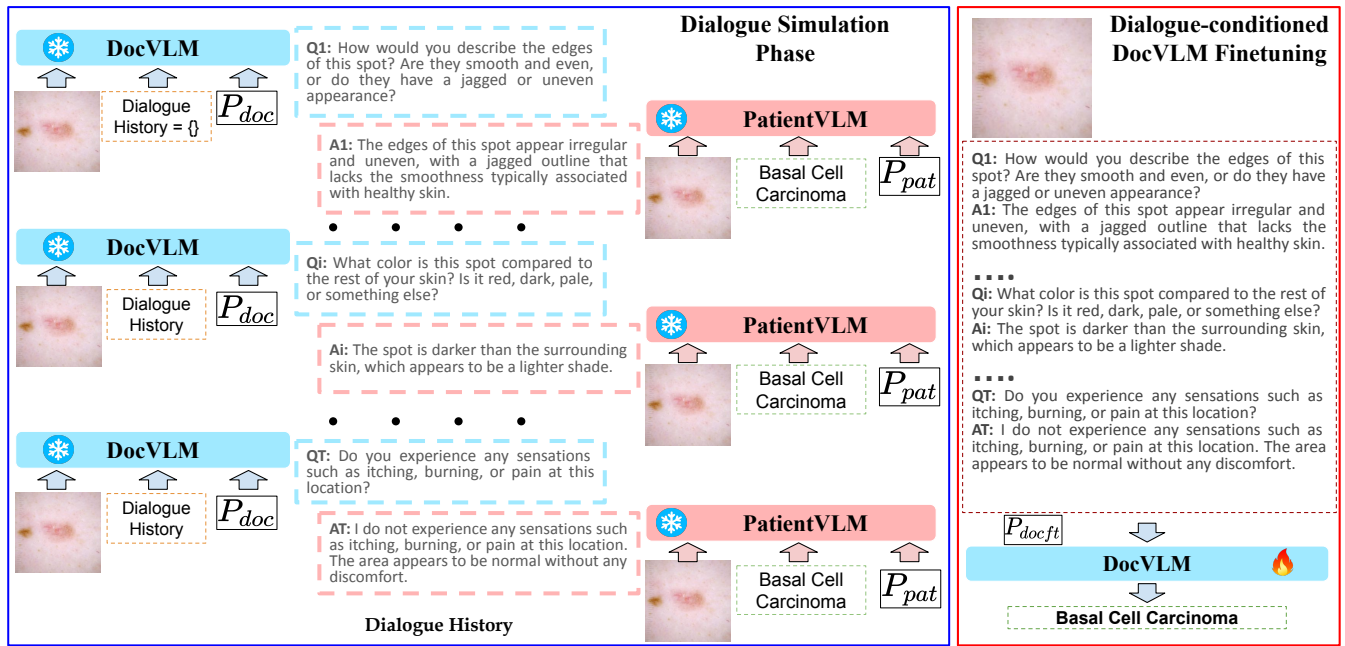 Dialogue Simulation
Phase
DocVLM
Dialogue
History = {}
P_doc
Q1: How would you describe the edges
of this spot? Are they smooth and even,
or do they have a jagged or uneven
appearance?
PatientVLM
Basal Cell
Carcinoma
P_pat
A1: The edges of this spot appear irregular
and uneven, with a jagged outline that
lacks the smoothness typically associated
with healthy skin.
• • • •
DocVLM
Dialogue
History
P_doc
Qi: What color is this spot compared to
the rest of your skin? Is it red, dark, pale,
or something else?
PatientVLM
Basal Cell
Carcinoma
P_pat
Ai: The spot is darker than the surrounding
skin, which appears to be a lighter shade.
• • • •
DocVLM
Dialogue
History
P_doc
QT: Do you experience any sensations
such as itching, burning, or pain at this
location?
PatientVLM
Basal Cell
Carcinoma
P_pat
AT: I do not experience any sensations such
as itching, burning, or pain at this location.
The area appears to be normal without any
discomfort.
Dialogue History
Dialogue-conditioned
DocVLM Finetuning
Q1: How would you describe the edges of this
spot? Are they smooth and even, or do they have
a jagged or uneven appearance?
A1: The edges of this spot appear irregular and
uneven, with a jagged outline that lacks the
smoothness typically associated with healthy skin.
....
Qi: What color is this spot compared to the rest of
your skin? Is it red, dark, pale, or something else?
Ai: The spot is darker than the surrounding skin,
which appears to be a lighter shade.
....
QT: Do you experience any sensations such as
itching, burning, or pain at this location?
AT: I do not experience any sensations such as
itching, burning, or pain at this location. The area
appears to be normal without any discomfort.
P_docft
DocVLM
Basal Cell Carcinoma